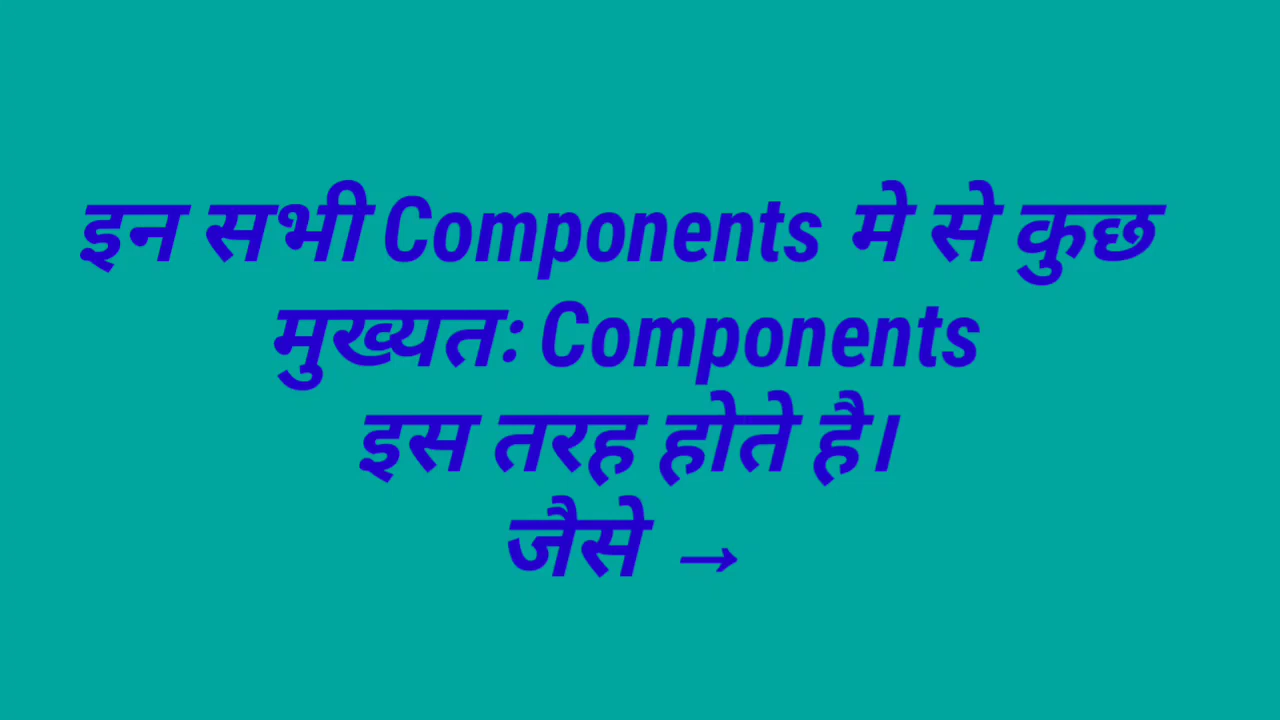 इन सभी Components मे से कुछ
मुख्यतः Components
इस तरह होते है।
जैसे →